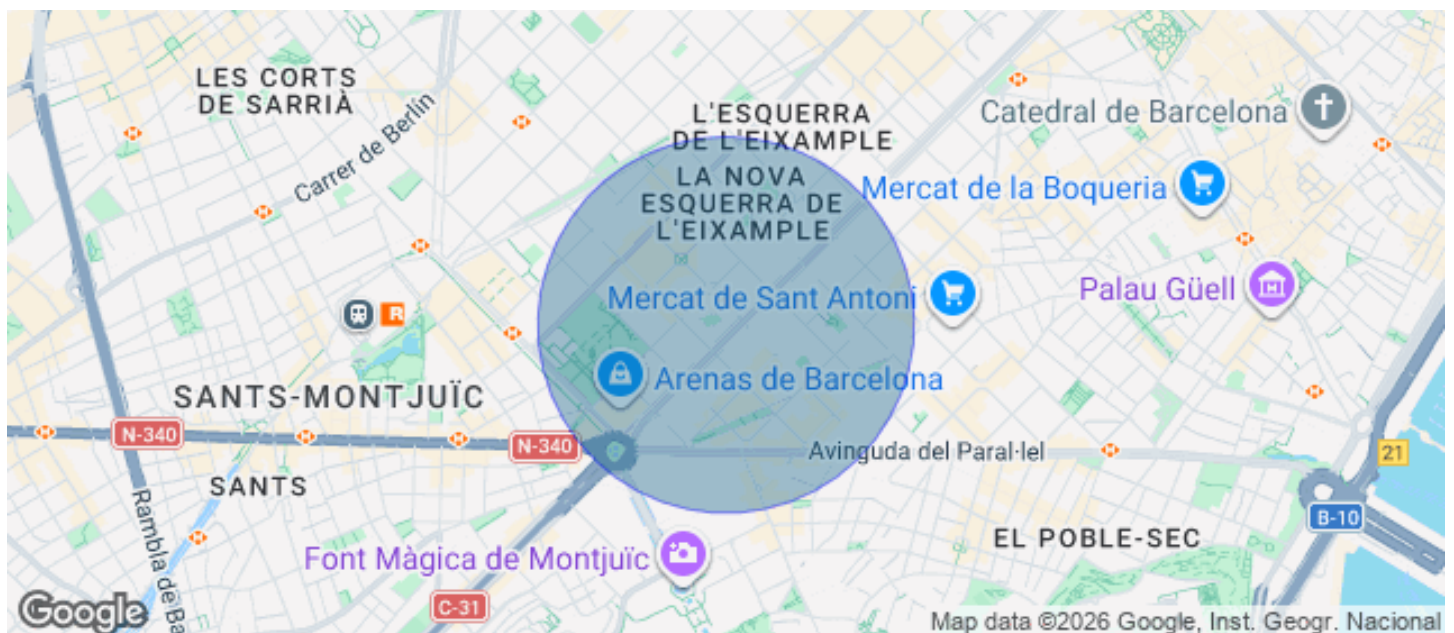 LES CORTS
DE SARRIÀ
Carrer de Berlín
L'ESQUERRA
DE L'EIXAMPLE
Catedral de Barcelona
LA NOVA
ESQUERRA DE
L'EIXAMPLE
Mercat de la Boqueria
Mercat de Sant Antoni
Palau Güell
R
Arenas de Barcelona
SANTS-MONTJUÏC
N-340
N-340
Avinguda del Paral·lel
21
SANTS
Rambla de Ba
B-10
EL POBLE-SEC
Font Màgica de Montjuïc
C-31
Google
Map data ©2026 Google, Inst. Geogr. Nacional